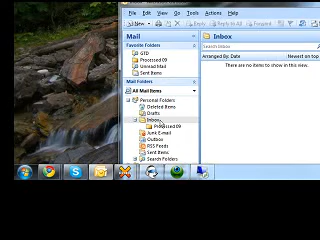 File Edit View Go Tools Actions Help
New Reply Reply to All Forward
Mail
Favorite Folders
GTD
Processed 09
Unread Mail
Sent Items
Mail Folders
All Mail Items
Personal Folders
Deleted Items
Drafts
Inbox
Processed 09
Junk E-mail
Outbox
RSS Feeds
Sent Items
Search Folders
Inbox
Search Inbox
Arranged By: Date Newest on top
There are no items to show in this view.